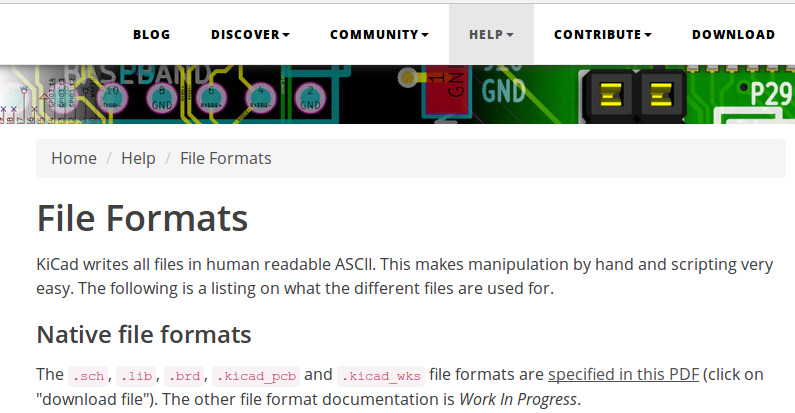 BLOG DISCOVER COMMUNITY HELP CONTRIBUTE DOWNLOAD
BASEBAND
10 8 6 4 2
GND GND
1 GND
P29
Home / Help / File Formats
File Formats
KiCad writes all files in human readable ASCII. This makes manipulation by hand and scripting very
easy. The following is a listing on what the different files are used for.
Native file formats
The .sch, .lib, .brd, .kicad_pcb and .kicad_wks file formats are specified in this PDF (click on
"download file"). The other file format documentation is Work In Progress.